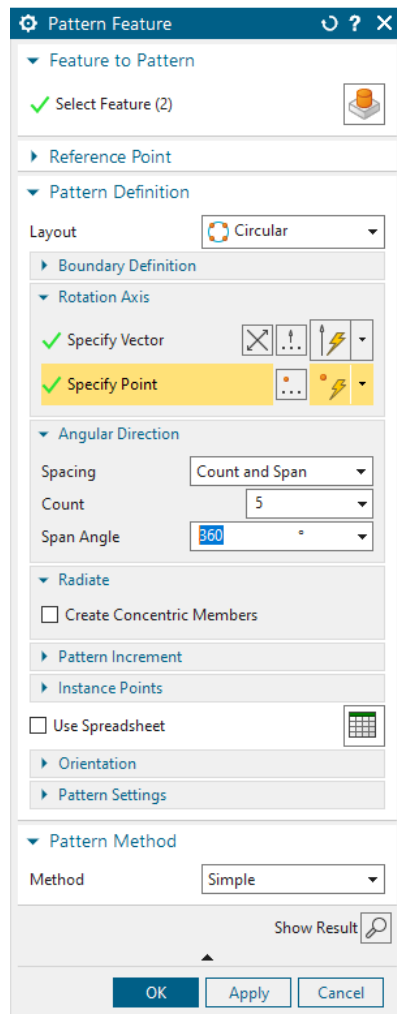 Pattern Feature ?
Feature to Pattern
Select Feature (2)
Reference Point
Pattern Definition
Layout Circular
Boundary Definition
Rotation Axis
Specify Vector
Specify Point
Angular Direction
Spacing Count and Span
Count 5
Span Angle 360 °
Radiate
Create Concentric Members
Pattern Increment
Instance Points
Use Spreadsheet
Orientation
Pattern Settings
Pattern Method
Method Simple
Show Result
OK Apply Cancel